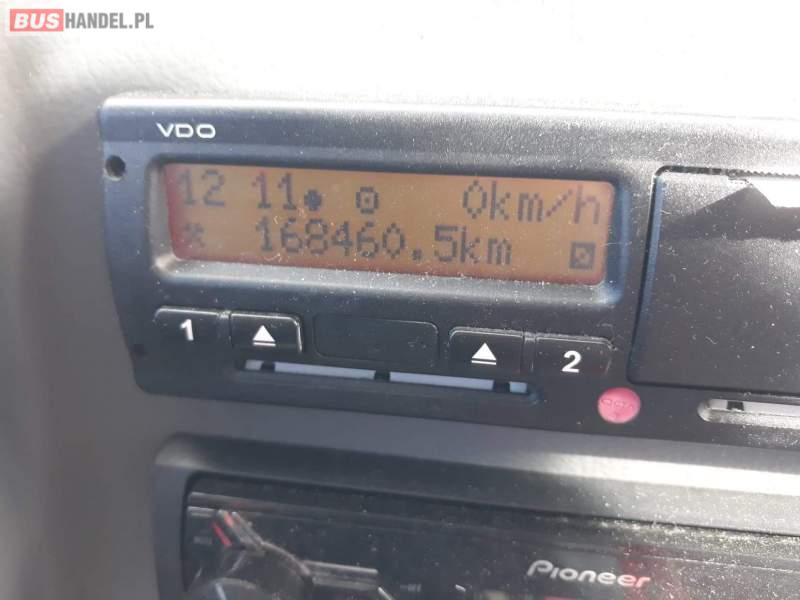 BUSHANDEL.PL
VDO
12 11 0km/h
168460.5km
1 2
Pioneer